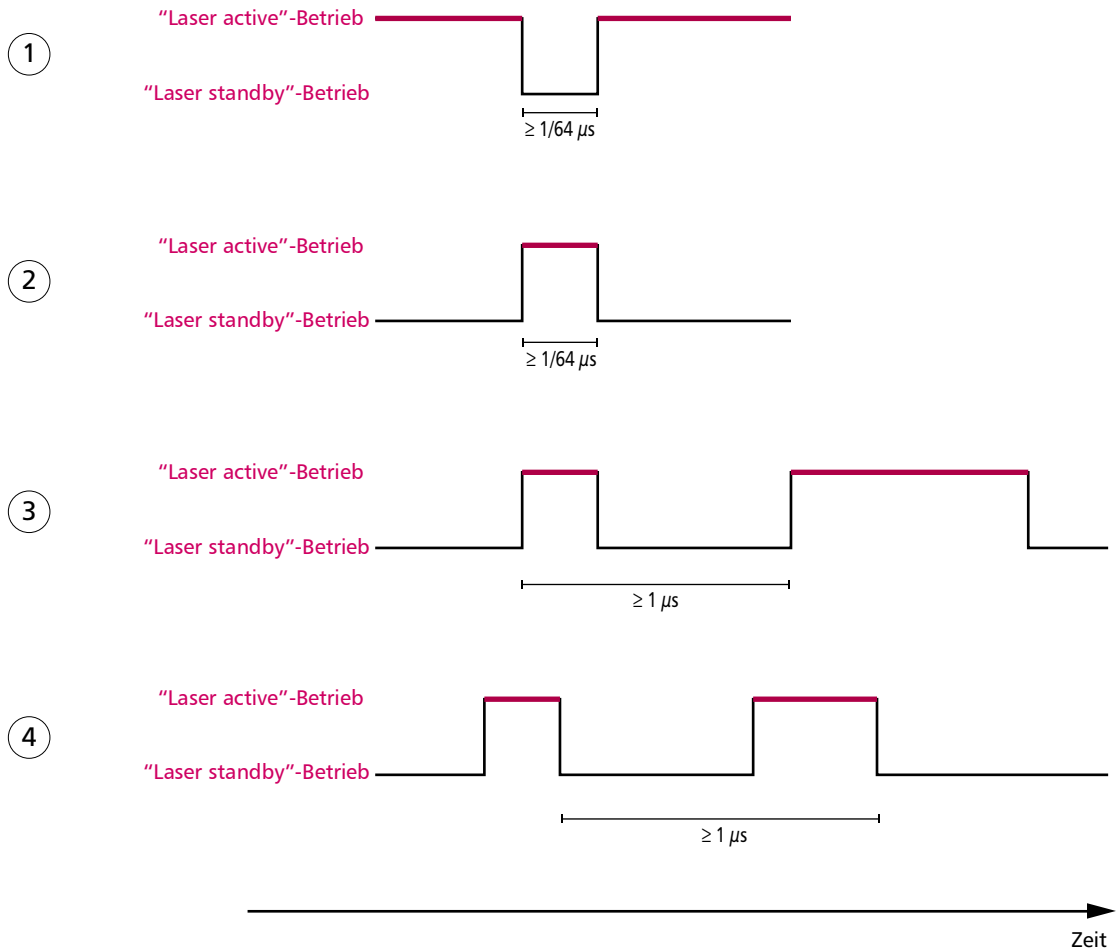 1
“Laser active”-Betrieb
“Laser standby”-Betrieb
≥ 1/64 µs
2
“Laser active”-Betrieb
“Laser standby”-Betrieb
≥ 1/64 µs
3
“Laser active”-Betrieb
“Laser standby”-Betrieb
≥ 1 µs
4
“Laser active”-Betrieb
“Laser standby”-Betrieb
≥ 1 µs
Zeit